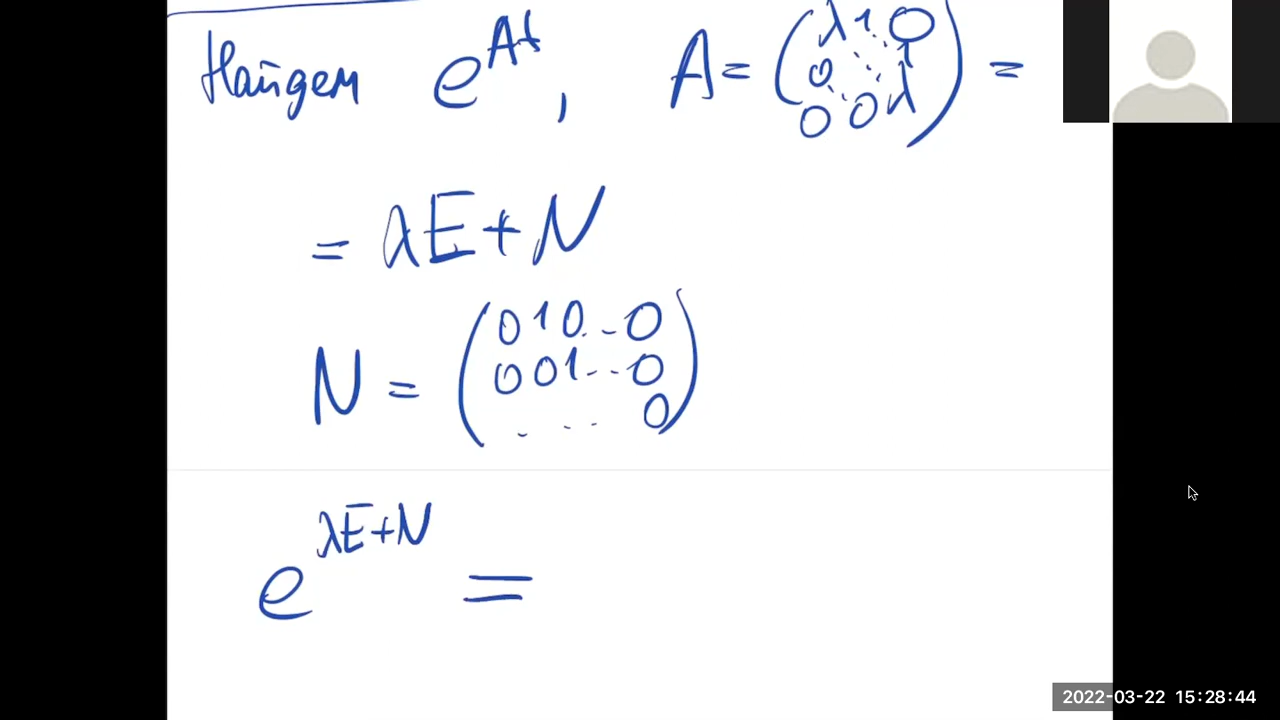 Найдем e^{At}, A = (λ 1 0
0 ⋱ ⋱ 1
0 0 λ) =
= λE + N
N = (0 1 0 .. 0
0 0 1 .. 0
. . . 0)
e^{λE+N} =
2022-03-22 15:28:44